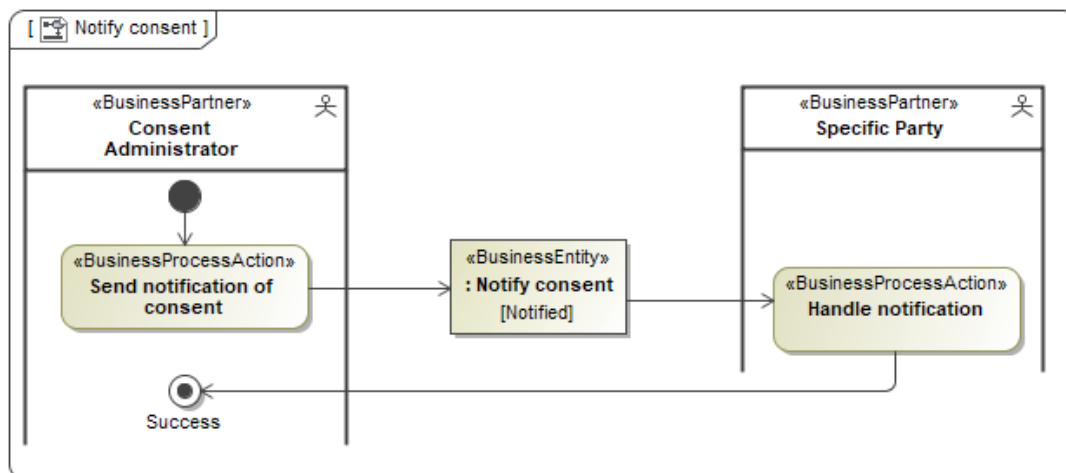 [ Notify consent ]
«BusinessPartner»
Consent
Administrator
«BusinessPartner»
Specific Party
«BusinessProcessAction»
Send notification of
consent
«BusinessEntity»
: Notify consent
[Notified]
«BusinessProcessAction»
Handle notification
Success